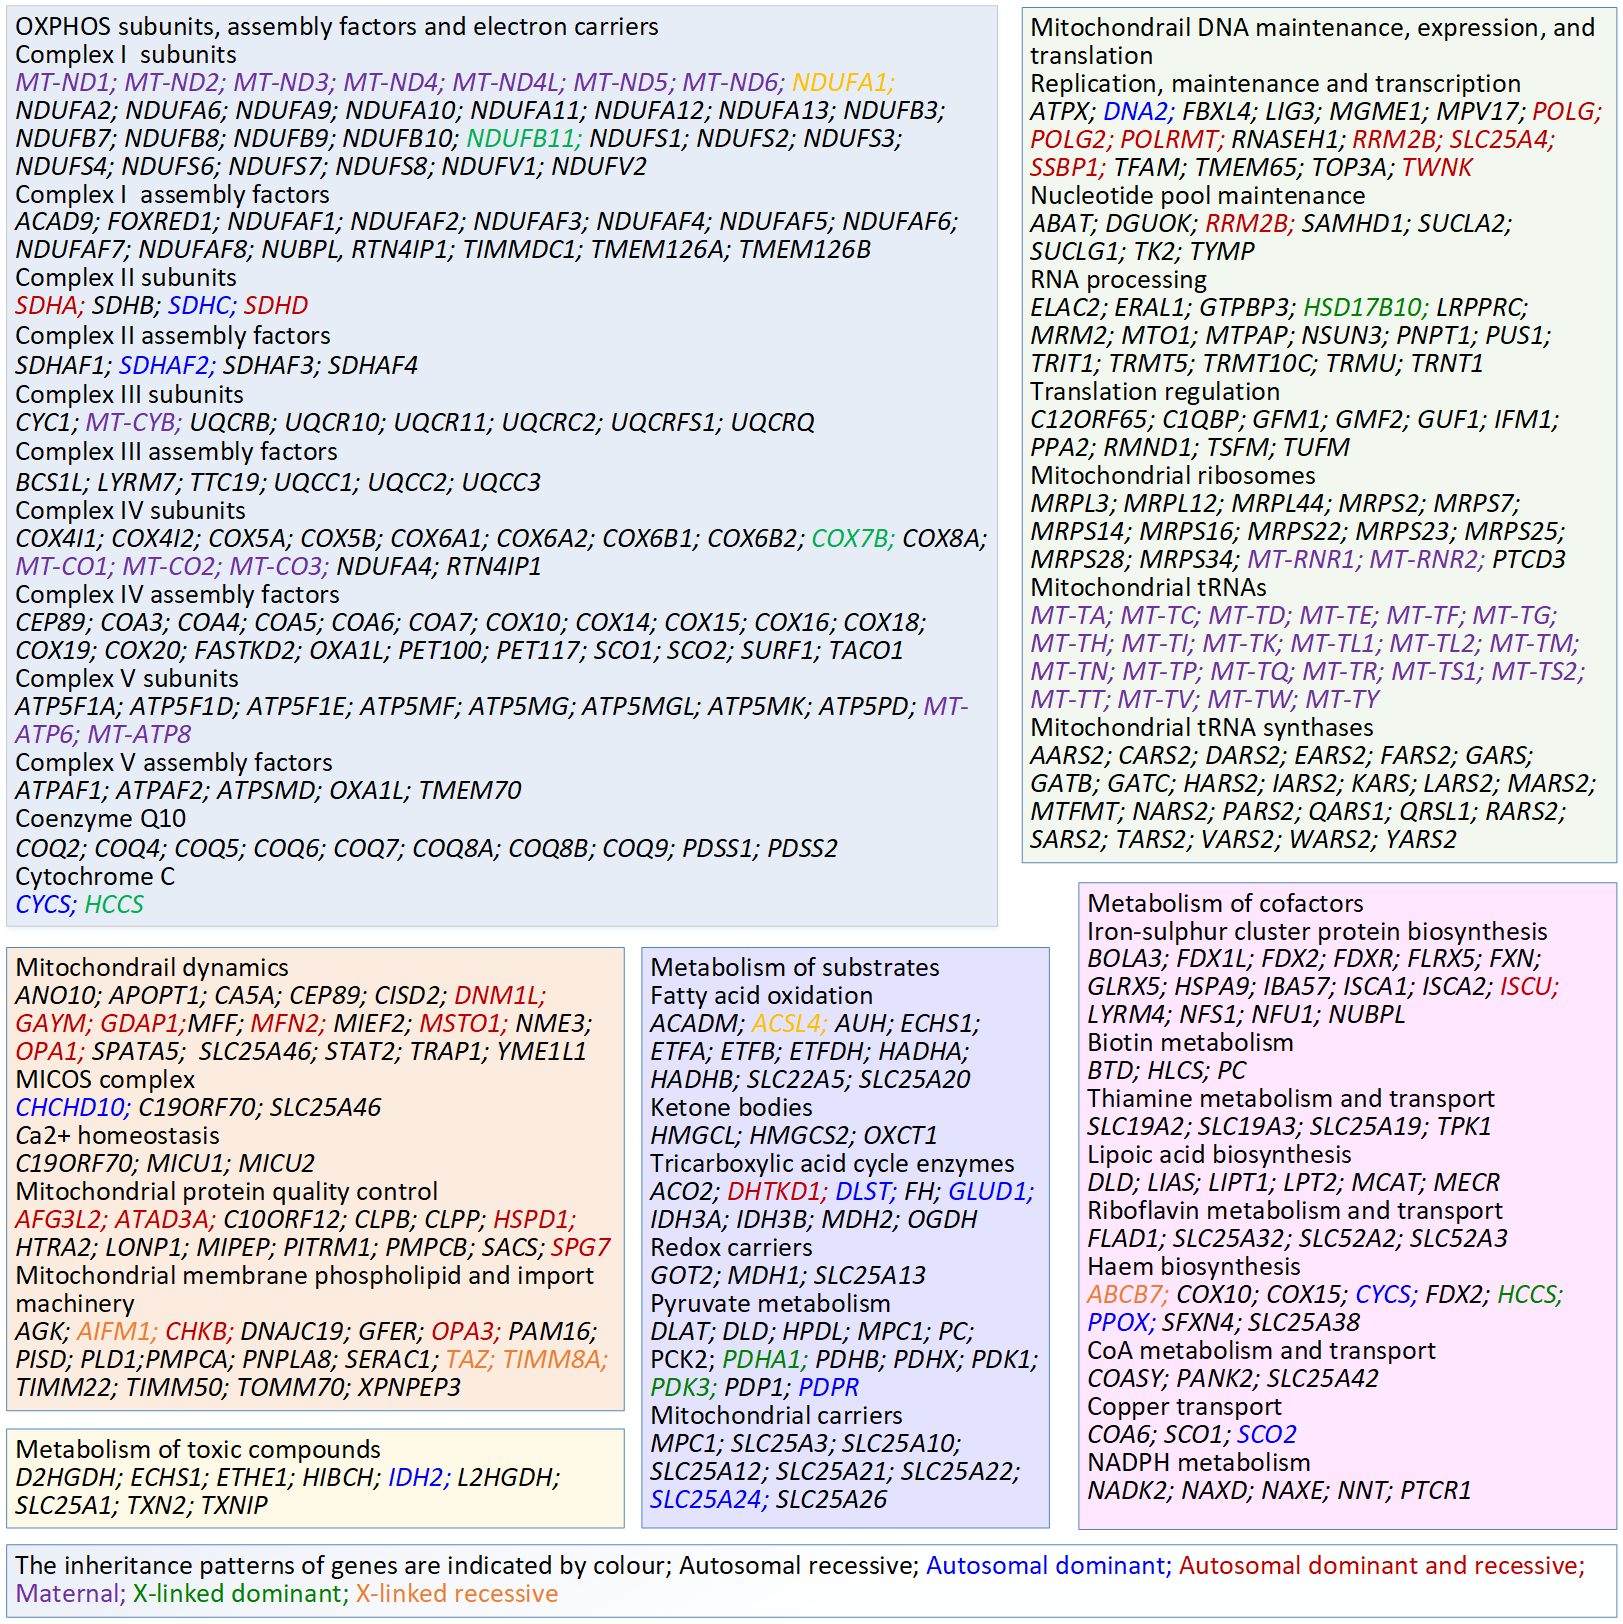 OXPHOS subunits, assembly factors and electron carriers
Complex I  subunits
MT-ND1; MT-ND2; MT-ND3; MT-ND4; MT-ND4L; MT-ND5; MT-ND6; NDUFA1;
NDUFA2; NDUFA6; NDUFA9; NDUFA10; NDUFA11; NDUFA12; NDUFA13; NDUFB3;
NDUFB7; NDUFB8; NDUFB9; NDUFB10; NDUFB11; NDUFS1; NDUFS2; NDUFS3;
NDUFS4; NDUFS6; NDUFS7; NDUFS8; NDUFV1; NDUFV2
Complex I  assembly factors
ACAD9; FOXRED1; NDUFAF1; NDUFAF2; NDUFAF3; NDUFAF4; NDUFAF5; NDUFAF6;
NDUFAF7; NDUFAF8; NUBPL, RTN4IP1; TIMMDC1; TMEM126A; TMEM126B
Complex II subunits
SDHA; SDHB; SDHC; SDHD
Complex II assembly factors
SDHAF1; SDHAF2; SDHAF3; SDHAF4
Complex III subunits
CYC1; MT-CYB; UQCRB; UQCR10; UQCR11; UQCRC2; UQCRFS1; UQCRQ
Complex III assembly factors
BCS1L; LYRM7; TTC19; UQCC1; UQCC2; UQCC3
Complex IV subunits
COX4I1; COX4I2; COX5A; COX5B; COX6A1; COX6A2; COX6B1; COX6B2; COX7B; COX8A;
MT-CO1; MT-CO2; MT-CO3; NDUFA4; RTN4IP1
Complex IV assembly factors
CEP89; COA3; COA4; COA5; COA6; COA7; COX10; COX14; COX15; COX16; COX18;
COX19; COX20; FASTKD2; OXA1L; PET100; PET117; SCO1; SCO2; SURF1; TACO1
Complex V subunits
ATP5F1A; ATP5F1D; ATP5F1E; ATP5MF; ATP5MG; ATP5MGL; ATP5MK; ATP5PD; MT-
ATP6; MT-ATP8
Complex V assembly factors
ATPAF1; ATPAF2; ATPSMD; OXA1L; TMEM70
Coenzyme Q10
COQ2; COQ4; COQ5; COQ6; COQ7; COQ8A; COQ8B; COQ9; PDSS1; PDSS2
Cytochrome C
CYCS; HCCS
Mitochondrail DNA maintenance, expression, and
translation
Replication, maintenance and transcription
ATPX; DNA2; FBXL4; LIG3; MGME1; MPV17; POLG;
POLG2; POLRMT; RNASEH1; RRM2B; SLC25A4;
SSBP1; TFAM; TMEM65; TOP3A; TWNK
Nucleotide pool maintenance
ABAT; DGUOK; RRM2B; SAMHD1; SUCLA2;
SUCLG1; TK2; TYMP
RNA processing
ELAC2; ERAL1; GTPBP3; HSD17B10; LRPPRC;
MRM2; MTO1; MTPAP; NSUN3; PNPT1; PUS1;
TRIT1; TRMT5; TRMT10C; TRMU; TRNT1
Translation regulation
C12ORF65; C1QBP; GFM1; GMF2; GUF1; IFM1;
PPA2; RMND1; TSFM; TUFM
Mitochondrial ribosomes
MRPL3; MRPL12; MRPL44; MRPS2; MRPS7;
MRPS14; MRPS16; MRPS22; MRPS23; MRPS25;
MRPS28; MRPS34; MT-RNR1; MT-RNR2; PTCD3
Mitochondrial tRNAs
MT-TA; MT-TC; MT-TD; MT-TE; MT-TF; MT-TG;
MT-TH; MT-TI; MT-TK; MT-TL1; MT-TL2; MT-TM;
MT-TN; MT-TP; MT-TQ; MT-TR; MT-TS1; MT-TS2;
MT-TT; MT-TV; MT-TW; MT-TY
Mitochondrial tRNA synthases
AARS2; CARS2; DARS2; EARS2; FARS2; GARS;
GATB; GATC; HARS2; IARS2; KARS; LARS2; MARS2;
MTFMT; NARS2; PARS2; QARS1; QRSL1; RARS2;
SARS2; TARS2; VARS2; WARS2; YARS2
Mitochondrail dynamics
ANO10; APOPT1; CA5A; CEP89; CISD2; DNM1L;
GAYM; GDAP1;MFF; MFN2; MIEF2; MSTO1; NME3;
OPA1; SPATA5;  SLC25A46; STAT2; TRAP1; YME1L1
MICOS complex
CHCHD10; C19ORF70; SLC25A46
Ca2+ homeostasis
C19ORF70; MICU1; MICU2
Mitochondrial protein quality control
AFG3L2; ATAD3A; C10ORF12; CLPB; CLPP; HSPD1;
HTRA2; LONP1; MIPEP; PITRM1; PMPCB; SACS; SPG7
Mitochondrial membrane phospholipid and import
machinery
AGK; AIFM1; CHKB; DNAJC19; GFER; OPA3; PAM16;
PISD; PLD1;PMPCA; PNPLA8; SERAC1; TAZ; TIMM8A;
TIMM22; TIMM50; TOMM70; XPNPEP3
Metabolism of toxic compounds
D2HGDH; ECHS1; ETHE1; HIBCH; IDH2; L2HGDH;
SLC25A1; TXN2; TXNIP
Metabolism of substrates
Fatty acid oxidation
ACADM; ACSL4; AUH; ECHS1;
ETFA; ETFB; ETFDH; HADHA;
HADHB; SLC22A5; SLC25A20
Ketone bodies
HMGCL; HMGCS2; OXCT1
Tricarboxylic acid cycle enzymes
ACO2; DHTKD1; DLST; FH; GLUD1;
IDH3A; IDH3B; MDH2; OGDH
Redox carriers
GOT2; MDH1; SLC25A13
Pyruvate metabolism
DLAT; DLD; HPDL; MPC1; PC;
PCK2; PDHA1; PDHB; PDHX; PDK1;
PDK3; PDP1; PDPR
Mitochondrial carriers
MPC1; SLC25A3; SLC25A10;
SLC25A12; SLC25A21; SLC25A22;
SLC25A24; SLC25A26
Metabolism of cofactors
Iron-sulphur cluster protein biosynthesis
BOLA3; FDX1L; FDX2; FDXR; FLRX5; FXN;
GLRX5; HSPA9; IBA57; ISCA1; ISCA2; ISCU;
LYRM4; NFS1; NFU1; NUBPL
Biotin metabolism
BTD; HLCS; PC
Thiamine metabolism and transport
SLC19A2; SLC19A3; SLC25A19; TPK1
Lipoic acid biosynthesis
DLD; LIAS; LIPT1; LPT2; MCAT; MECR
Riboflavin metabolism and transport
FLAD1; SLC25A32; SLC52A2; SLC52A3
Haem biosynthesis
ABCB7; COX10; COX15; CYCS; FDX2; HCCS;
PPOX; SFXN4; SLC25A38
CoA metabolism and transport
COASY; PANK2; SLC25A42
Copper transport
COA6; SCO1; SCO2
NADPH metabolism
NADK2; NAXD; NAXE; NNT; PTCR1
The inheritance patterns of genes are indicated by colour; Autosomal recessive; Autosomal dominant; Autosomal dominant and recessive;
Maternal; X-linked dominant; X-linked recessive